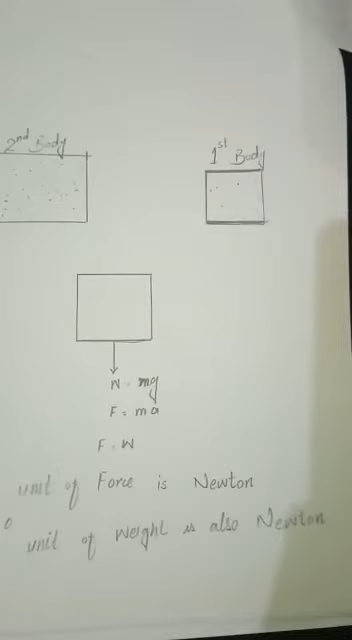 2nd Body
1st Body
W = mg
F = ma
F = W
unit of Force is Newton
unit of Weight is also Newton